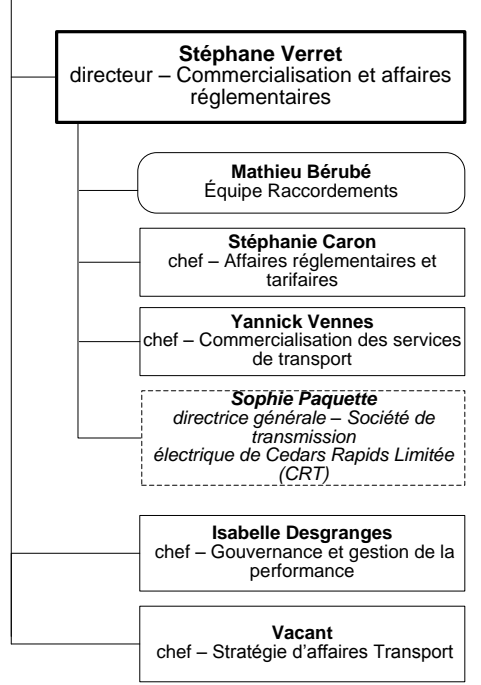 Stéphane Verret
directeur – Commercialisation et affaires
réglementaires
Mathieu Bérubé
Équipe Raccordements
Stéphanie Caron
chef – Affaires réglementaires et
tarifaires
Yannick Vennes
chef – Commercialisation des services
de transport
Sophie Paquette
directrice générale – Société de
transmission
électrique de Cedars Rapids Limitée
(CRT)
Isabelle Desgranges
chef – Gouvernance et gestion de la
performance
Vacant
chef – Stratégie d'affaires Transport